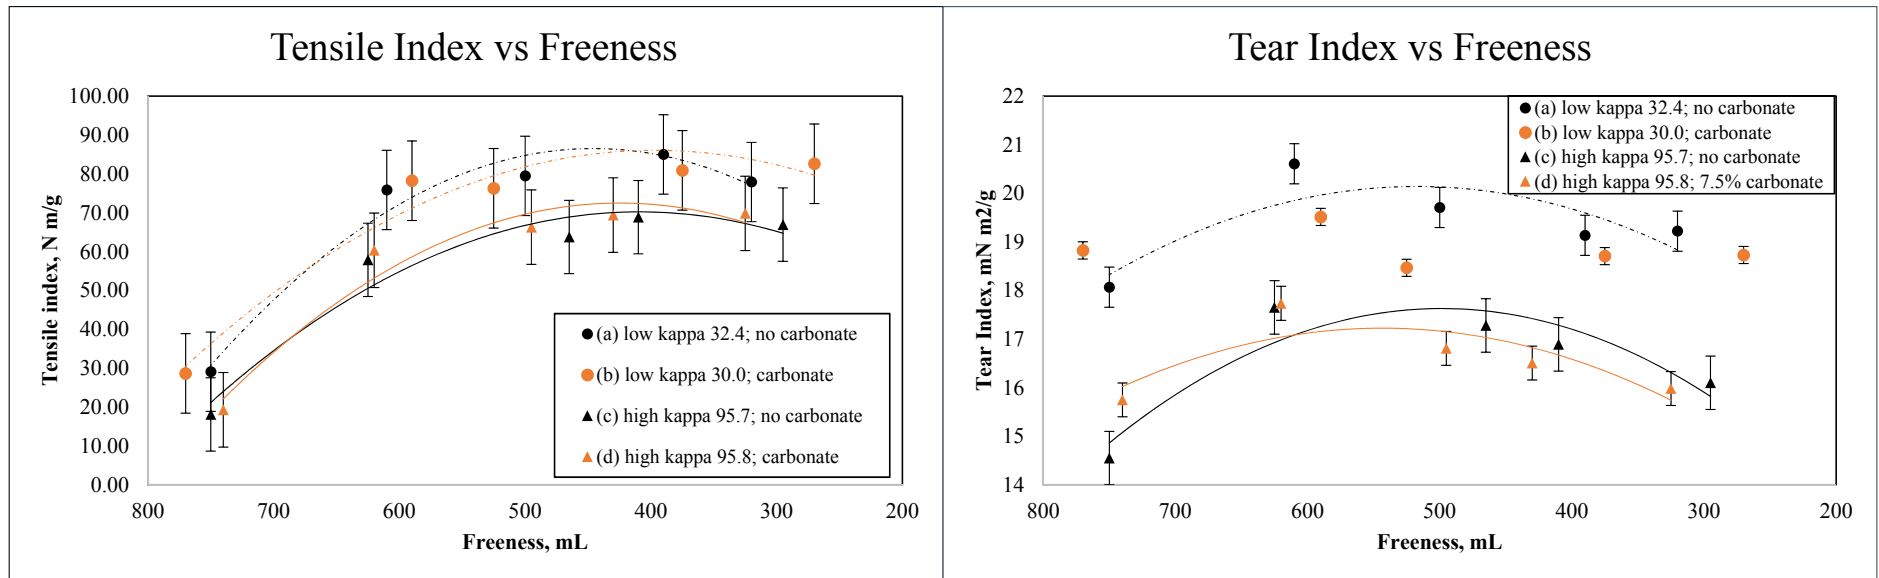 Tensile Index vs Freeness
100.00
90.00
80.00
70.00
60.00
50.00
40.00
30.00
20.00
10.00
0.00
Tensile index, N m/g
800
700
600
500
400
300
200
Freeness, mL
(a) low kappa 32.4; no carbonate
(b) low kappa 30.0; carbonate
(c) high kappa 95.7; no carbonate
(d) high kappa 95.8; carbonate
Tear Index vs Freeness
22
21
20
19
18
17
16
15
14
Tear Index, mN m2/g
800
700
600
500
400
300
200
Freeness, mL
(a) low kappa 32.4; no carbonate
(b) low kappa 30.0; carbonate
(c) high kappa 95.7; no carbonate
(d) high kappa 95.8; 7.5% carbonate